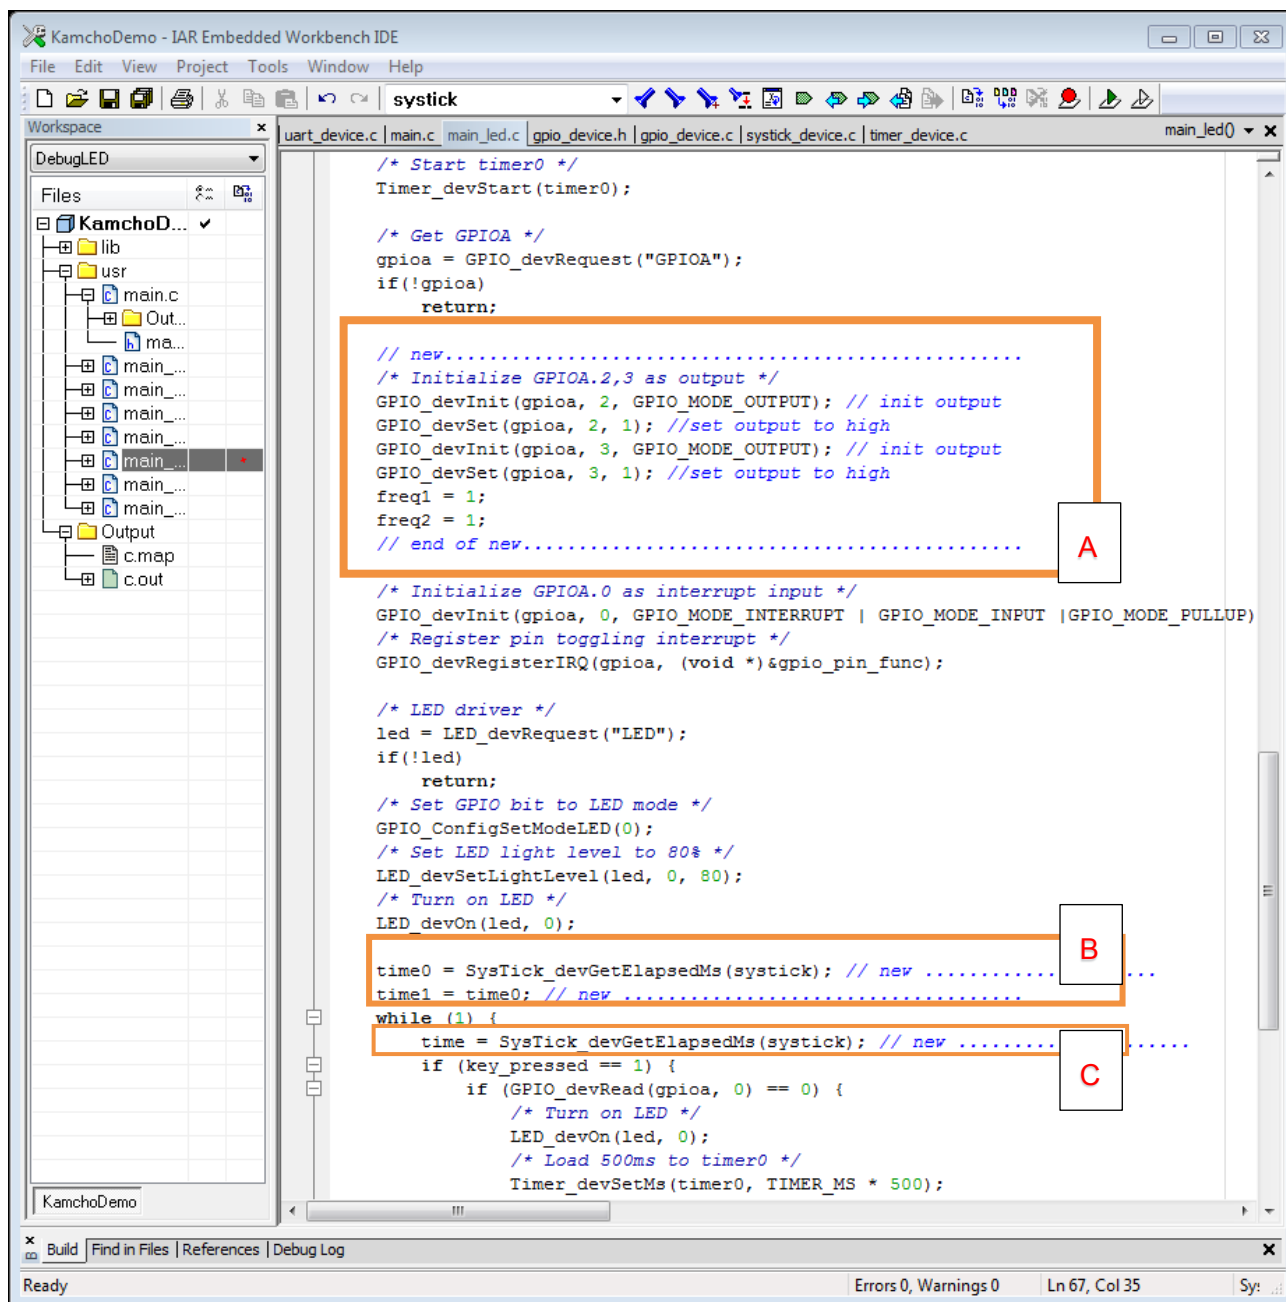 KamchoDemo - IAR Embedded Workbench IDE
File Edit View Project Tools Window Help
systick
Workspace
uart_device.c | main.c main_led.c gpio_device.h | gpio_device.c | systick_device.c | timer_device.c
main_led()
DebugLED
Files
KamchoD...
lib
usr
main.c
Out...
ma...
main_...
main_...
main_...
main_...
main_...
main_...
main_...
Output
c.map
c.out
KamchoDemo
/* Start timer0 */
Timer_devStart(timer0);
/* Get GPIOA */
gpioa = GPIO_devRequest("GPIOA");
if(!gpioa)
return;
// new...................................................
/* Initialize GPIOA.2,3 as output */
GPIO_devInit(gpioa, 2, GPIO_MODE_OUTPUT); // init output
GPIO_devSet(gpioa, 2, 1); //set output to high
GPIO_devInit(gpioa, 3, GPIO_MODE_OUTPUT); // init output
GPIO_devSet(gpioa, 3, 1); //set output to high
freq1 = 1;
freq2 = 1;
// end of new............................................
A
/* Initialize GPIOA.0 as interrupt input */
GPIO_devInit(gpioa, 0, GPIO_MODE_INTERRUPT | GPIO_MODE_INPUT |GPIO_MODE_PULLUP)
/* Register pin toggling interrupt */
GPIO_devRegisterIRQ(gpioa, (void *)&gpio_pin_func);
/* LED driver */
led = LED_devRequest("LED");
if(!led)
return;
/* Set GPIO bit to LED mode */
GPIO_ConfigSetModeLED(0);
/* Set LED light level to 80% */
LED_devSetLightLevel(led, 0, 80);
/* Turn on LED */
LED_devOn(led, 0);
B
time0 = SysTick_devGetElapsedMs(systick); // new .....................
time1 = time0; // new ....................................
while (1) {
time = SysTick_devGetElapsedMs(systick); // new .....................
C
if (key_pressed == 1) {
if (GPIO_devRead(gpioa, 0) == 0) {
/* Turn on LED */
LED_devOn(led, 0);
/* Load 500ms to timer0 */
Timer_devSetMs(timer0, TIMER_MS * 500);
Build Find in Files | References | Debug Log
Ready
Errors 0, Warnings 0
Ln 67, Col 35